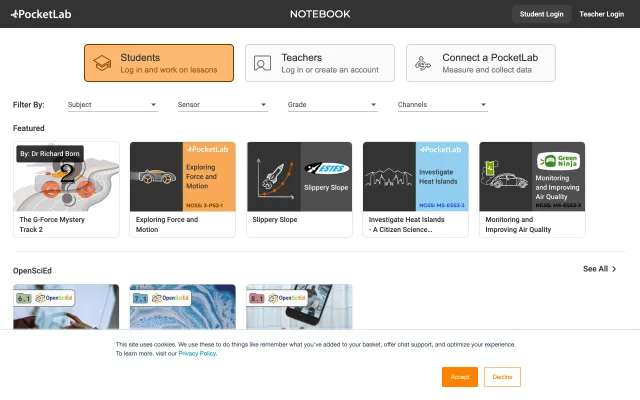 PocketLab
NOTEBOOK
Student Login
Teacher Login
Students
Log in and work on lessons
Teachers
Log in or create an account
Connect a PocketLab
Measure and collect data
Filter By:
Subject
Sensor
Grade
Channels
Featured
By: Dr Richard Born
The G-Force Mystery
Track 2
PocketLab
Exploring
Force and
Motion
NGSS: 3-PS2-1
Exploring Force and
Motion
ESTES
Slippery Slope
Slippery Slope
PocketLab
Investigate
Heat Islands
NGSS: MS-ESS3-3
Investigate Heat Islands
- A Citizen Science...
Green
Ninja
Monitoring
and Improving
Air Quality
NGSS: MS-ESS3-3
Monitoring and
Improving Air Quality
OpenSciEd
See All
6.1
OpenSciEd
7.1
OpenSciEd
8.1
OpenSciEd
This site uses cookies. We use these to do things like remember what you've added to your basket, offer chat support, and optimize your experience.
To learn more, visit our Privacy Policy.
Accept
Decline